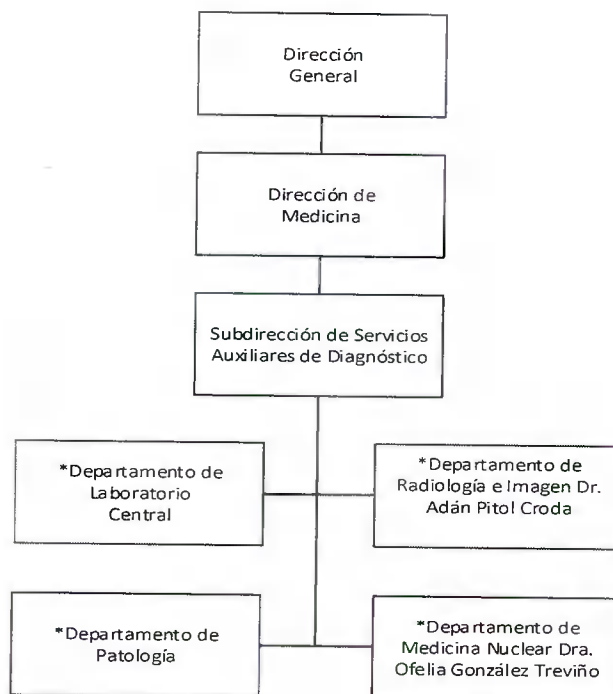 Dirección
General
Dirección de
Medicina
Subdirección de Servicios
Auxiliares de Diagnóstico
*Departamento de
Laboratorio
Central
*Departamento de
Radiología e Imagen Dr.
Adán Pitol Croda
*Departamento de
Patología
*Departamento de
Medicina Nuclear Dra.
Ofelia González Treviño